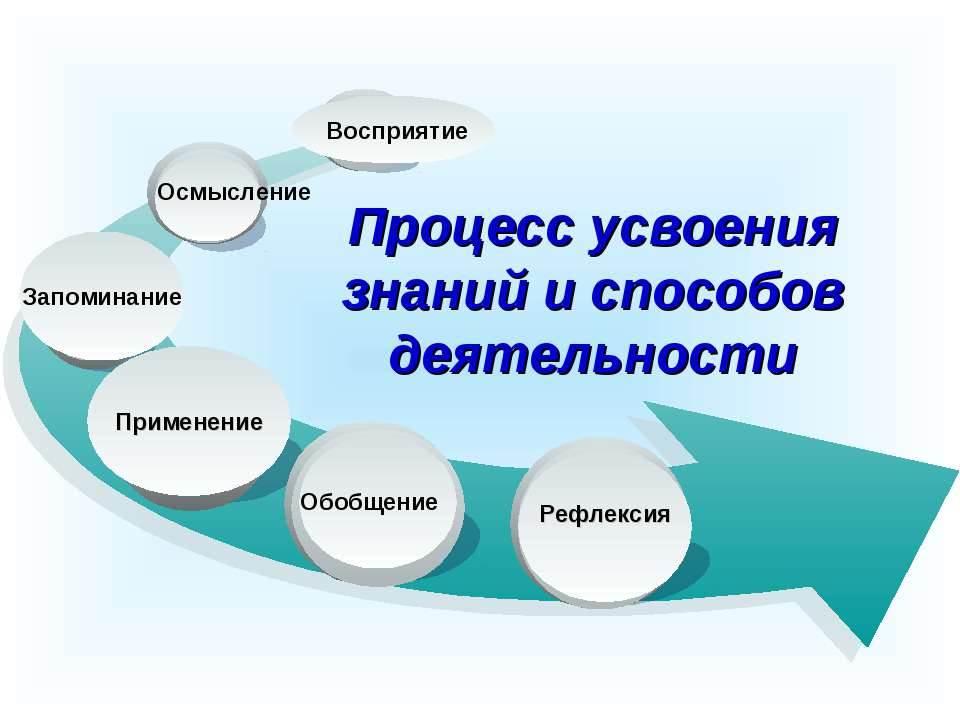 Восприятие
Осмысление
Процесс усвоения
знаний и способов
деятельности
Запоминание
Применение
Обобщение
Рефлексия